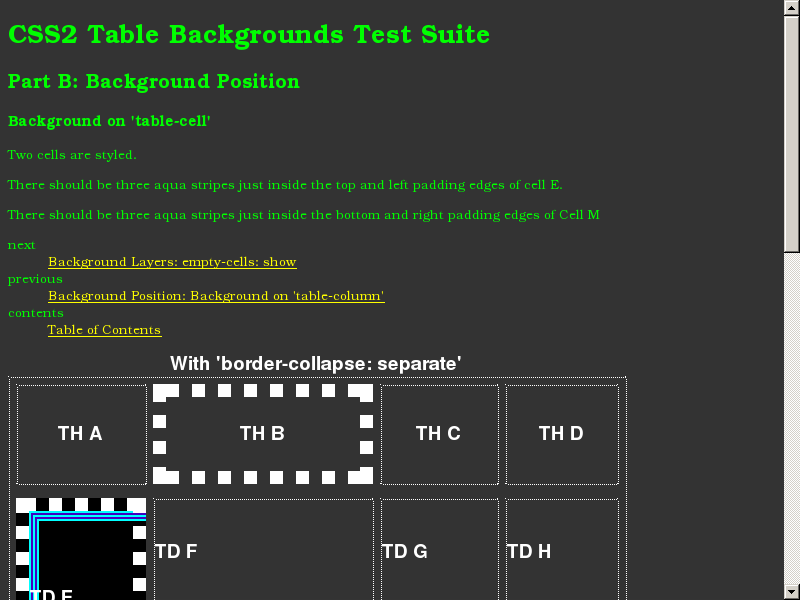 CSS2 Table Backgrounds Test Suite
Part B: Background Position
Background on 'table-cell'
Two cells are styled.
There should be three aqua stripes just inside the top and left padding edges of cell E.
There should be three aqua stripes just inside the bottom and right padding edges of Cell M
next
Background Layers: empty-cells: show
previous
Background Position: Background on 'table-column'
contents
Table of Contents
With 'border-collapse: separate'
TH A TH B TH C TH D
TD F TD G TD H
TD E